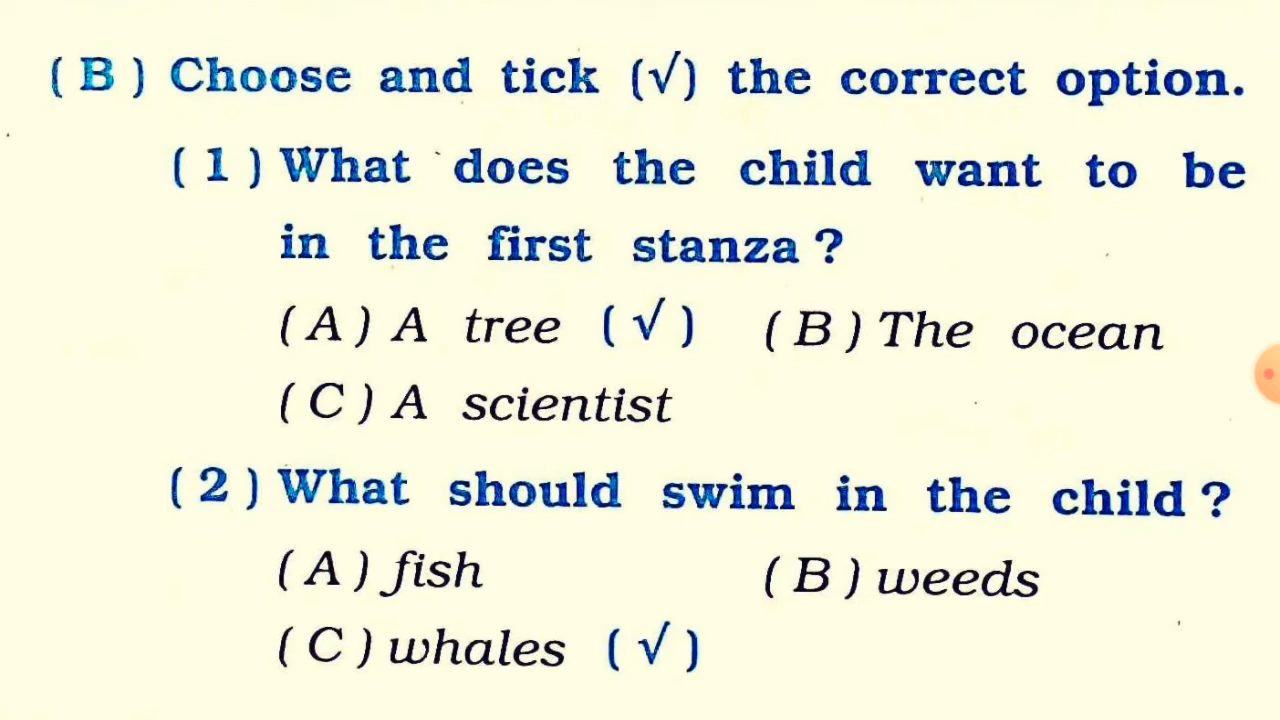 ( B ) Choose and tick (√) the correct option.
( 1 ) What does the child want to be
in the first stanza ?
( A ) A tree ( √ ) ( B ) The ocean
( C ) A scientist
( 2 ) What should swim in the child ?
( A ) fish ( B ) weeds
( C ) whales ( √ )